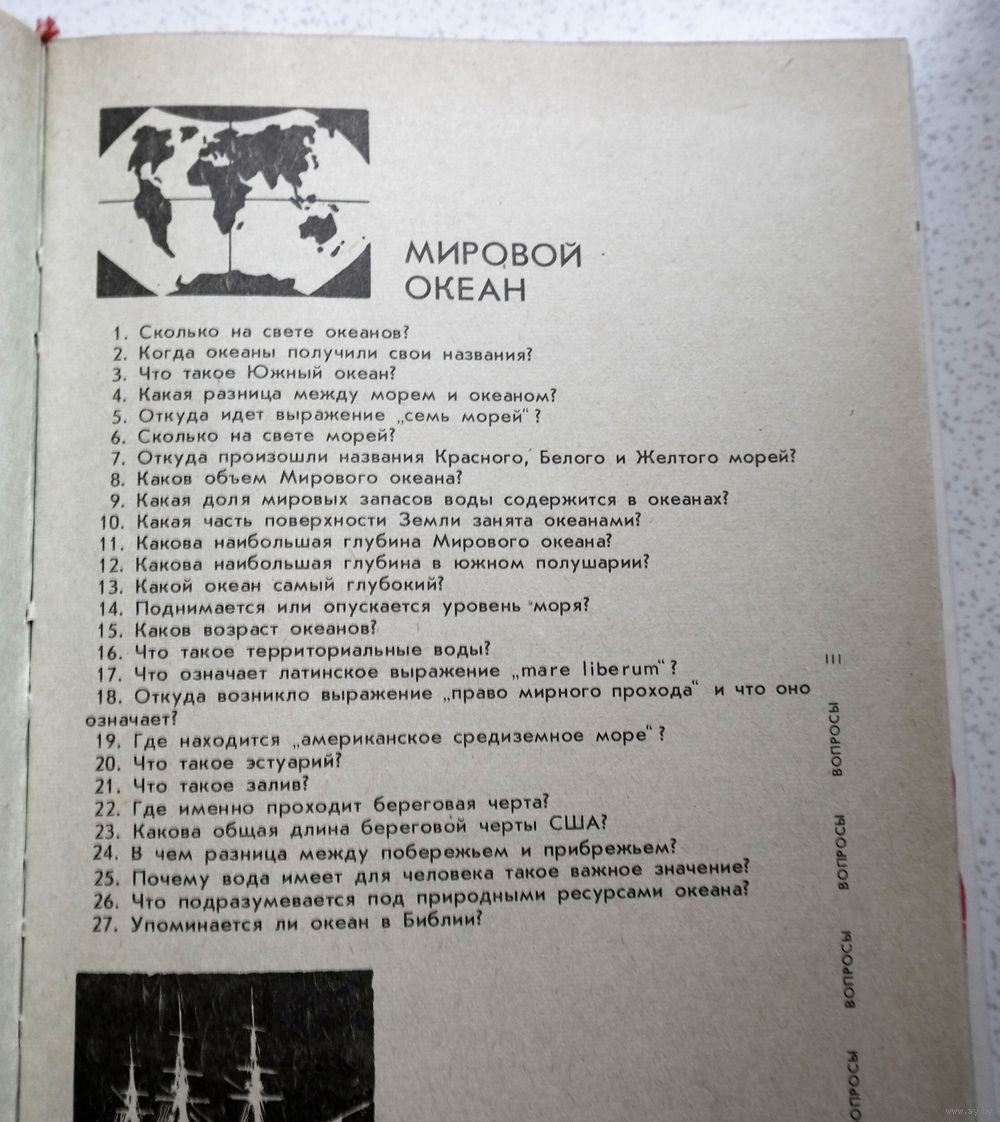 МИРОВОЙ
ОКЕАН
1. Сколько на свете океанов?
2. Когда океаны получили свои названия?
3. Что такое Южный океан?
4. Какая разница между морем и океаном?
5. Откуда идет выражение „семь морей“?
6. Сколько на свете морей?
7. Откуда произошли названия Красного, Белого и Желтого морей?
8. Каков объем Мирового океана?
9. Какая доля мировых запасов воды содержится в океанах?
10. Какая часть поверхности Земли занята океанами?
11. Какова наибольшая глубина Мирового океана?
12. Какова наибольшая глубина в южном полушарии?
13. Какой океан самый глубокий?
14. Поднимается или опускается уровень моря?
15. Каков возраст океанов?
16. Что такое территориальные воды?
17. Что означает латинское выражение „mare liberum“?
18. Откуда возникло выражение „право мирного прохода“ и что оно
означает?
19. Где находится „американское средиземное море“?
20. Что такое эстуарий?
21. Что такое залив?
22. Где именно проходит береговая черта?
23. Какова общая длина береговой черты США?
24. В чем разница между побережьем и прибрежьем?
25. Почему вода имеет для человека такое важное значение?
26. Что подразумевается под природными ресурсами океана?
27. Упоминается ли океан в Библии?
III
ВОПРОСЫ
ВОПРОСЫ
ВОПРОСЫ
ОПРОСЫ
www.ay.by